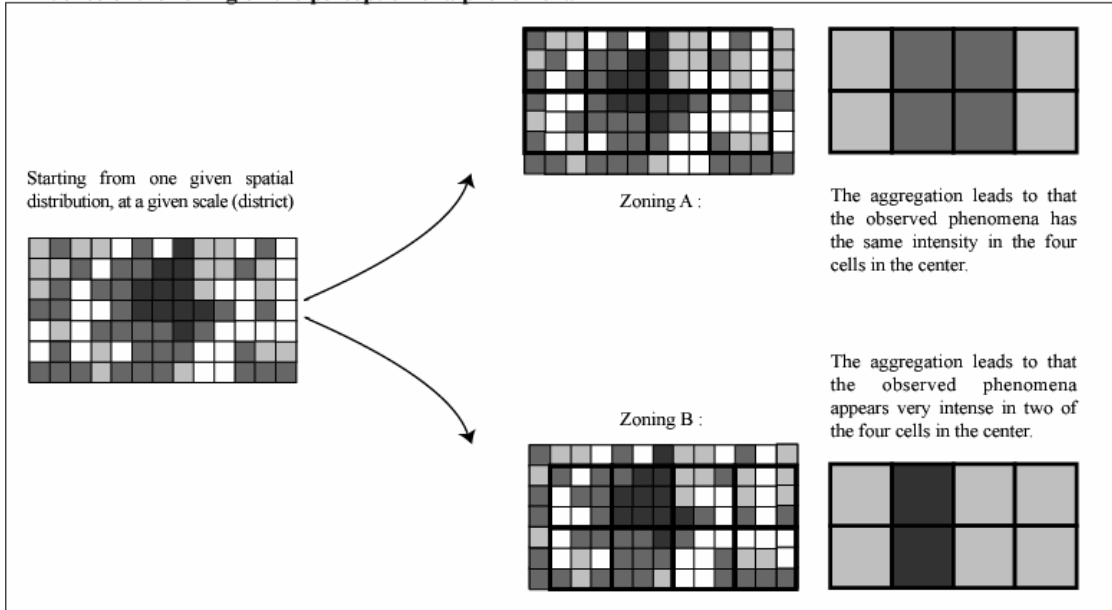 Starting from one given spatial
distribution, at a given scale (district)
Zoning A :
The aggregation leads to that
the observed phenomena has
the same intensity in the four
cells in the center.
Zoning B :
The aggregation leads to that
the observed phenomena
appears very intense in two of
the four cells in the center.